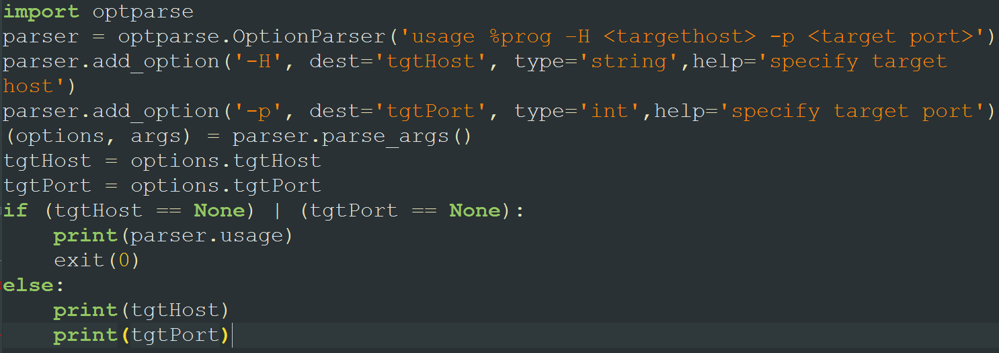 import optparse
parser = optparse.OptionParser('usage %prog –H <targethost> -p <target port>')
parser.add_option('-H', dest='tgtHost', type='string',help='specify target
host')
parser.add_option('-p', dest='tgtPort', type='int',help='specify target port')
(options, args) = parser.parse_args()
tgtHost = options.tgtHost
tgtPort = options.tgtPort
if (tgtHost == None) | (tgtPort == None):
    print(parser.usage)
    exit(0)
else:
    print(tgtHost)
    print(tgtPort)